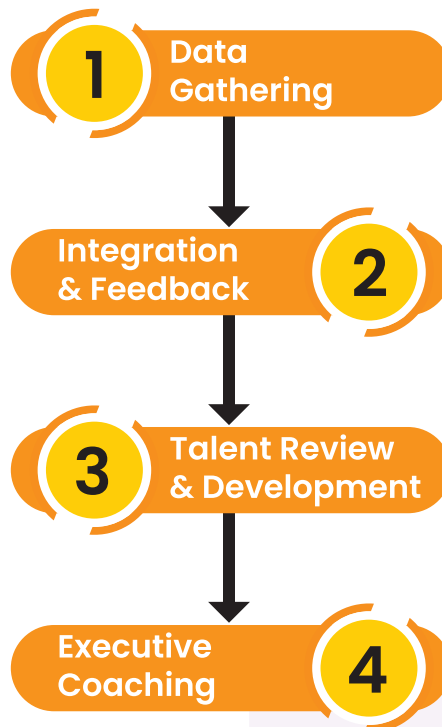 1
Data
Gathering
Integration
& Feedback
2
3
Talent Review
& Development
Executive
Coaching
4